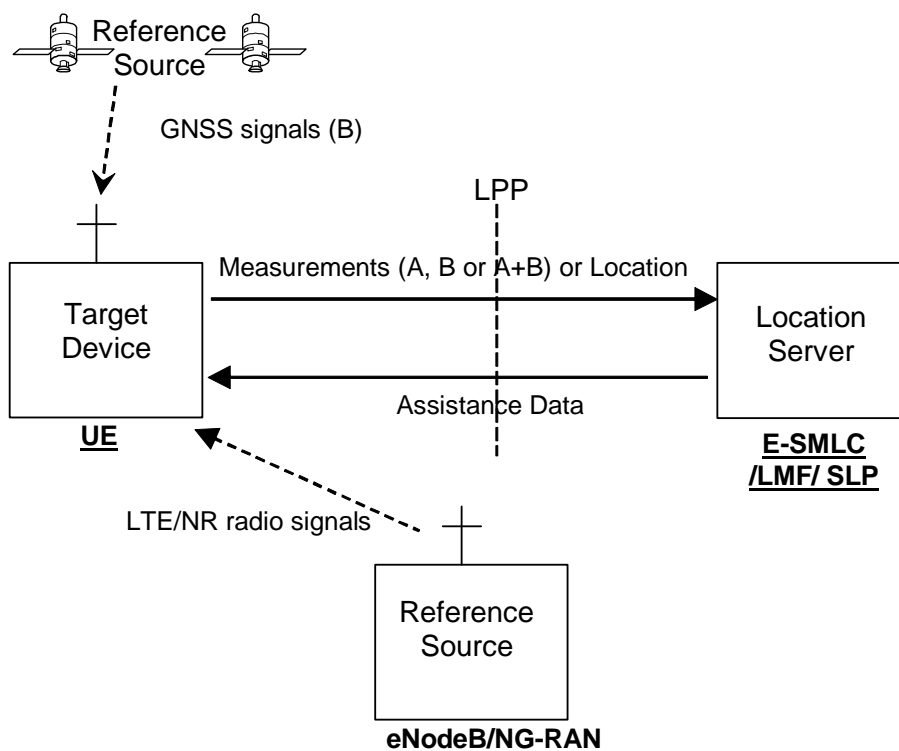 Reference
Source
GNSS signals (B)
LPP
Measurements (A, B or A+B) or Location
Target
Device
Location
Server
Assistance Data
UE
E-SMLC
/LMF/ SLP
LTE/NR radio signals
Reference
Source
eNodeB/NG-RAN